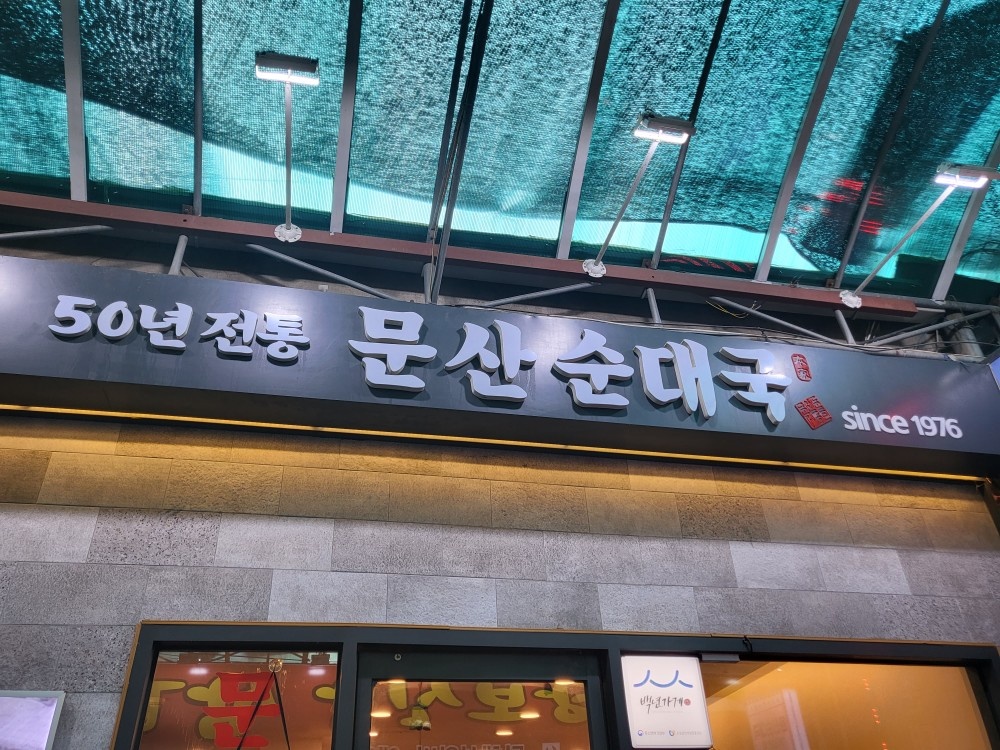 50년 전통 문산 순대국
since 1976
백년가게